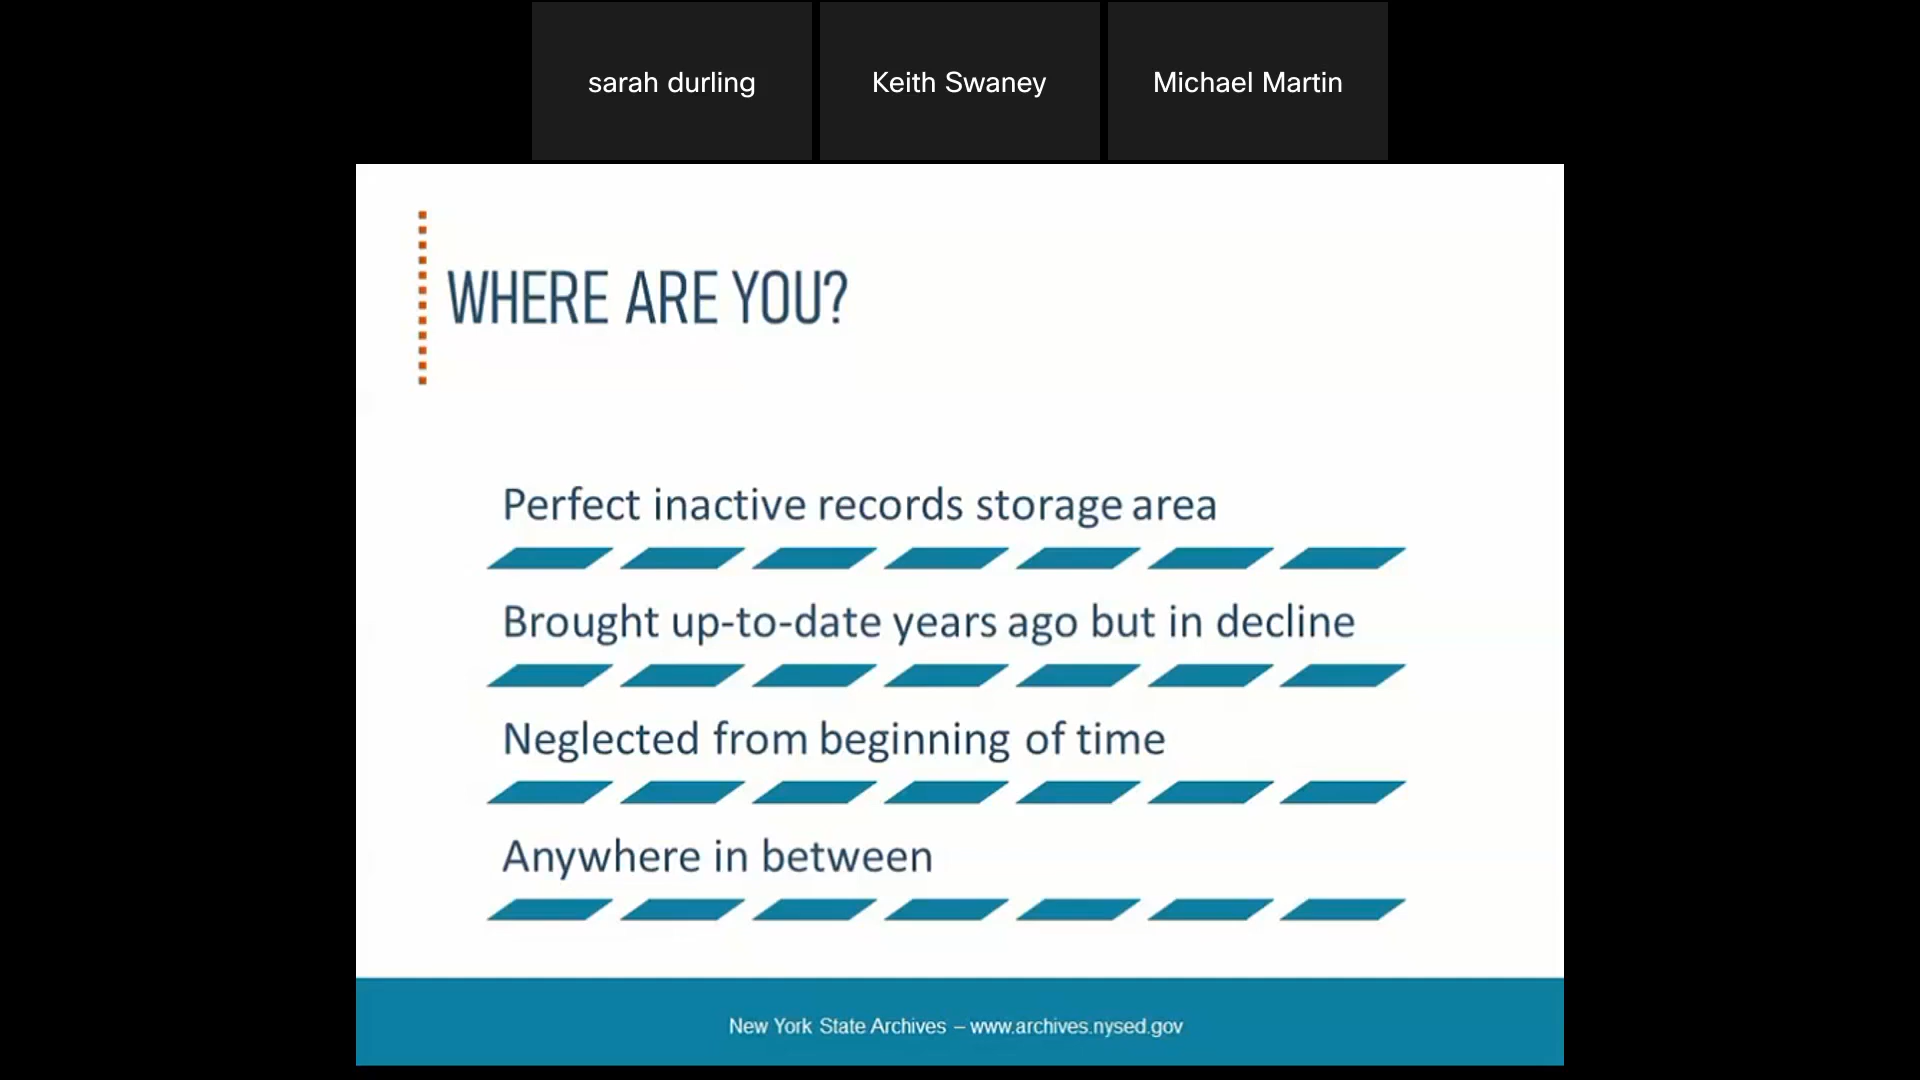 sarah durling
Keith Swaney
Michael Martin
WHERE ARE YOU?
Perfect inactive records storage area
Brought up-to-date years ago but in decline
Neglected from beginning of time
Anywhere in between
New York State Archives – www.archives.nysed.gov